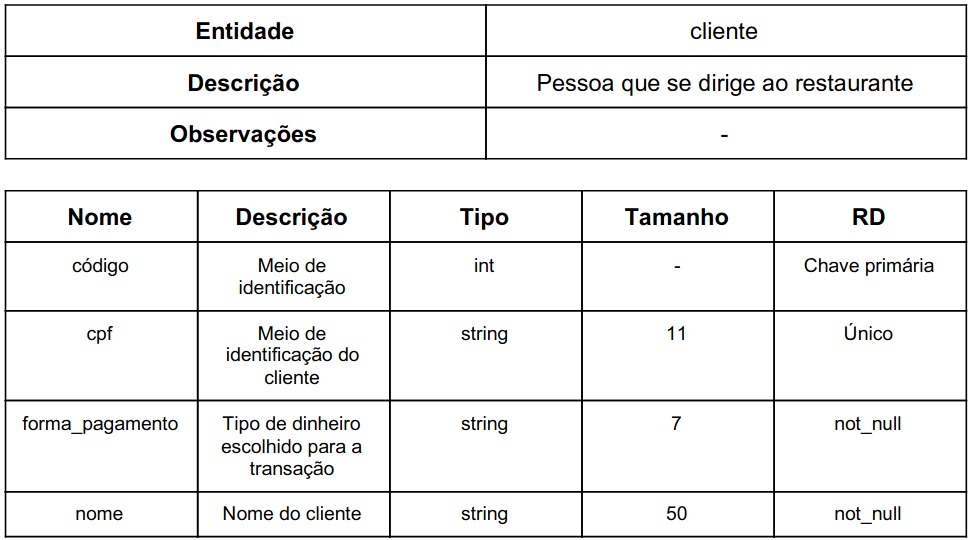 Entidade cliente
Descrição Pessoa que se dirige ao restaurante
Observações -
Nome Descrição Tipo Tamanho RD
código Meio de identificação int - Chave primária
cpf Meio de identificação do cliente string 11 Único
forma_pagamento Tipo de dinheiro escolhido para a transação string 7 not_null
nome Nome do cliente string 50 not_null